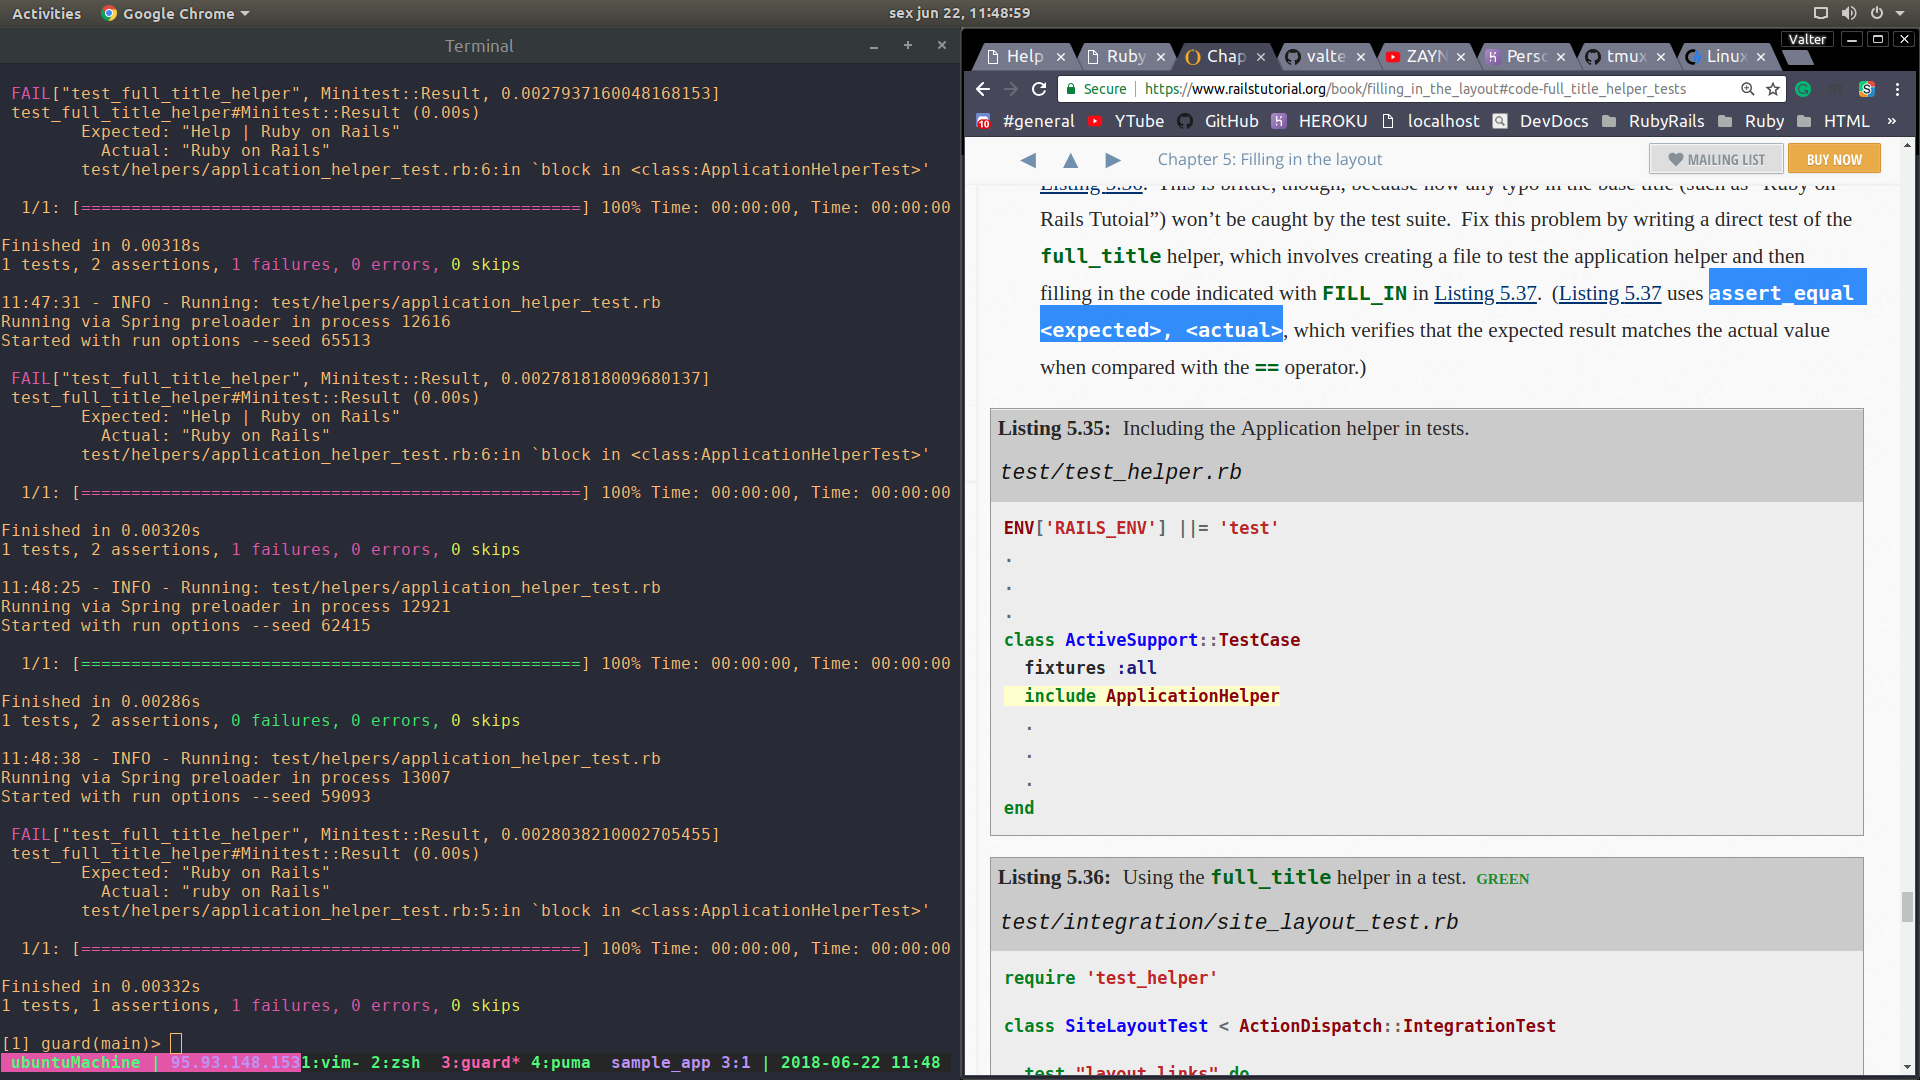 Activities
Google Chrome
sex jun 22, 11:48:59
Terminal
FAIL["test_full_title_helper", Minitest::Result, 0.0027937160048168153]
test_full_title_helper#Minitest::Result (0.00s)
Expected: "Help | Ruby on Rails"
Actual: "Ruby on Rails"
test/helpers/application_helper_test.rb:6:in `block in <class:ApplicationHelperTest>'
1/1: [==================================================] 100% Time: 00:00:00, Time: 00:00:00
Finished in 0.00318s
1 tests, 2 assertions, 1 failures, 0 errors, 0 skips
11:47:31 - INFO - Running: test/helpers/application_helper_test.rb
Running via Spring preloader in process 12616
Started with run options --seed 65513
FAIL["test_full_title_helper", Minitest::Result, 0.002781818009680137]
test_full_title_helper#Minitest::Result (0.00s)
Expected: "Help | Ruby on Rails"
Actual: "Ruby on Rails"
test/helpers/application_helper_test.rb:6:in `block in <class:ApplicationHelperTest>'
1/1: [==================================================] 100% Time: 00:00:00, Time: 00:00:00
Finished in 0.00320s
1 tests, 2 assertions, 1 failures, 0 errors, 0 skips
11:48:25 - INFO - Running: test/helpers/application_helper_test.rb
Running via Spring preloader in process 12921
Started with run options --seed 62415
1/1: [==================================================] 100% Time: 00:00:00, Time: 00:00:00
Finished in 0.00286s
1 tests, 2 assertions, 0 failures, 0 errors, 0 skips
11:48:38 - INFO - Running: test/helpers/application_helper_test.rb
Running via Spring preloader in process 13007
Started with run options --seed 59093
FAIL["test_full_title_helper", Minitest::Result, 0.0028038210002705455]
test_full_title_helper#Minitest::Result (0.00s)
Expected: "Ruby on Rails"
Actual: "ruby on Rails"
test/helpers/application_helper_test.rb:5:in `block in <class:ApplicationHelperTest>'
1/1: [==================================================] 100% Time: 00:00:00, Time: 00:00:00
Finished in 0.00332s
1 tests, 1 assertions, 1 failures, 0 errors, 0 skips
[1] guard(main)>
ubuntuMachine | 95.93.148.153 1:vim- 2:zsh 3:guard* 4:puma sample_app 3:1 | 2018-06-22 11:48
Valter
Help Ruby Chap valte ZAYN Perso tmux Linux
Secure https://www.railstutorial.org/book/filling_in_the_layout#code-full_title_helper_tests
10 #general YTube GitHub HEROKU localhost DevDocs RubyRails Ruby HTML »
Chapter 5: Filling in the layout
MAILING LIST
BUY NOW
Listing 5.36. This is brittle, though, because now any typo in the base title (such as “Ruby on
Rails Tutoial”) won’t be caught by the test suite. Fix this problem by writing a direct test of the
full_title helper, which involves creating a file to test the application helper and then
filling in the code indicated with FILL_IN in Listing 5.37. (Listing 5.37 uses assert_equal
<expected>, <actual>, which verifies that the expected result matches the actual value
when compared with the == operator.)
Listing 5.35: Including the Application helper in tests.
test/test_helper.rb
ENV['RAILS_ENV'] ||= 'test'
.
.
.
class ActiveSupport::TestCase
fixtures :all
include ApplicationHelper
.
.
.
end
Listing 5.36: Using the full_title helper in a test. GREEN
test/integration/site_layout_test.rb
require 'test_helper'
class SiteLayoutTest < ActionDispatch::IntegrationTest
test "layout links" do